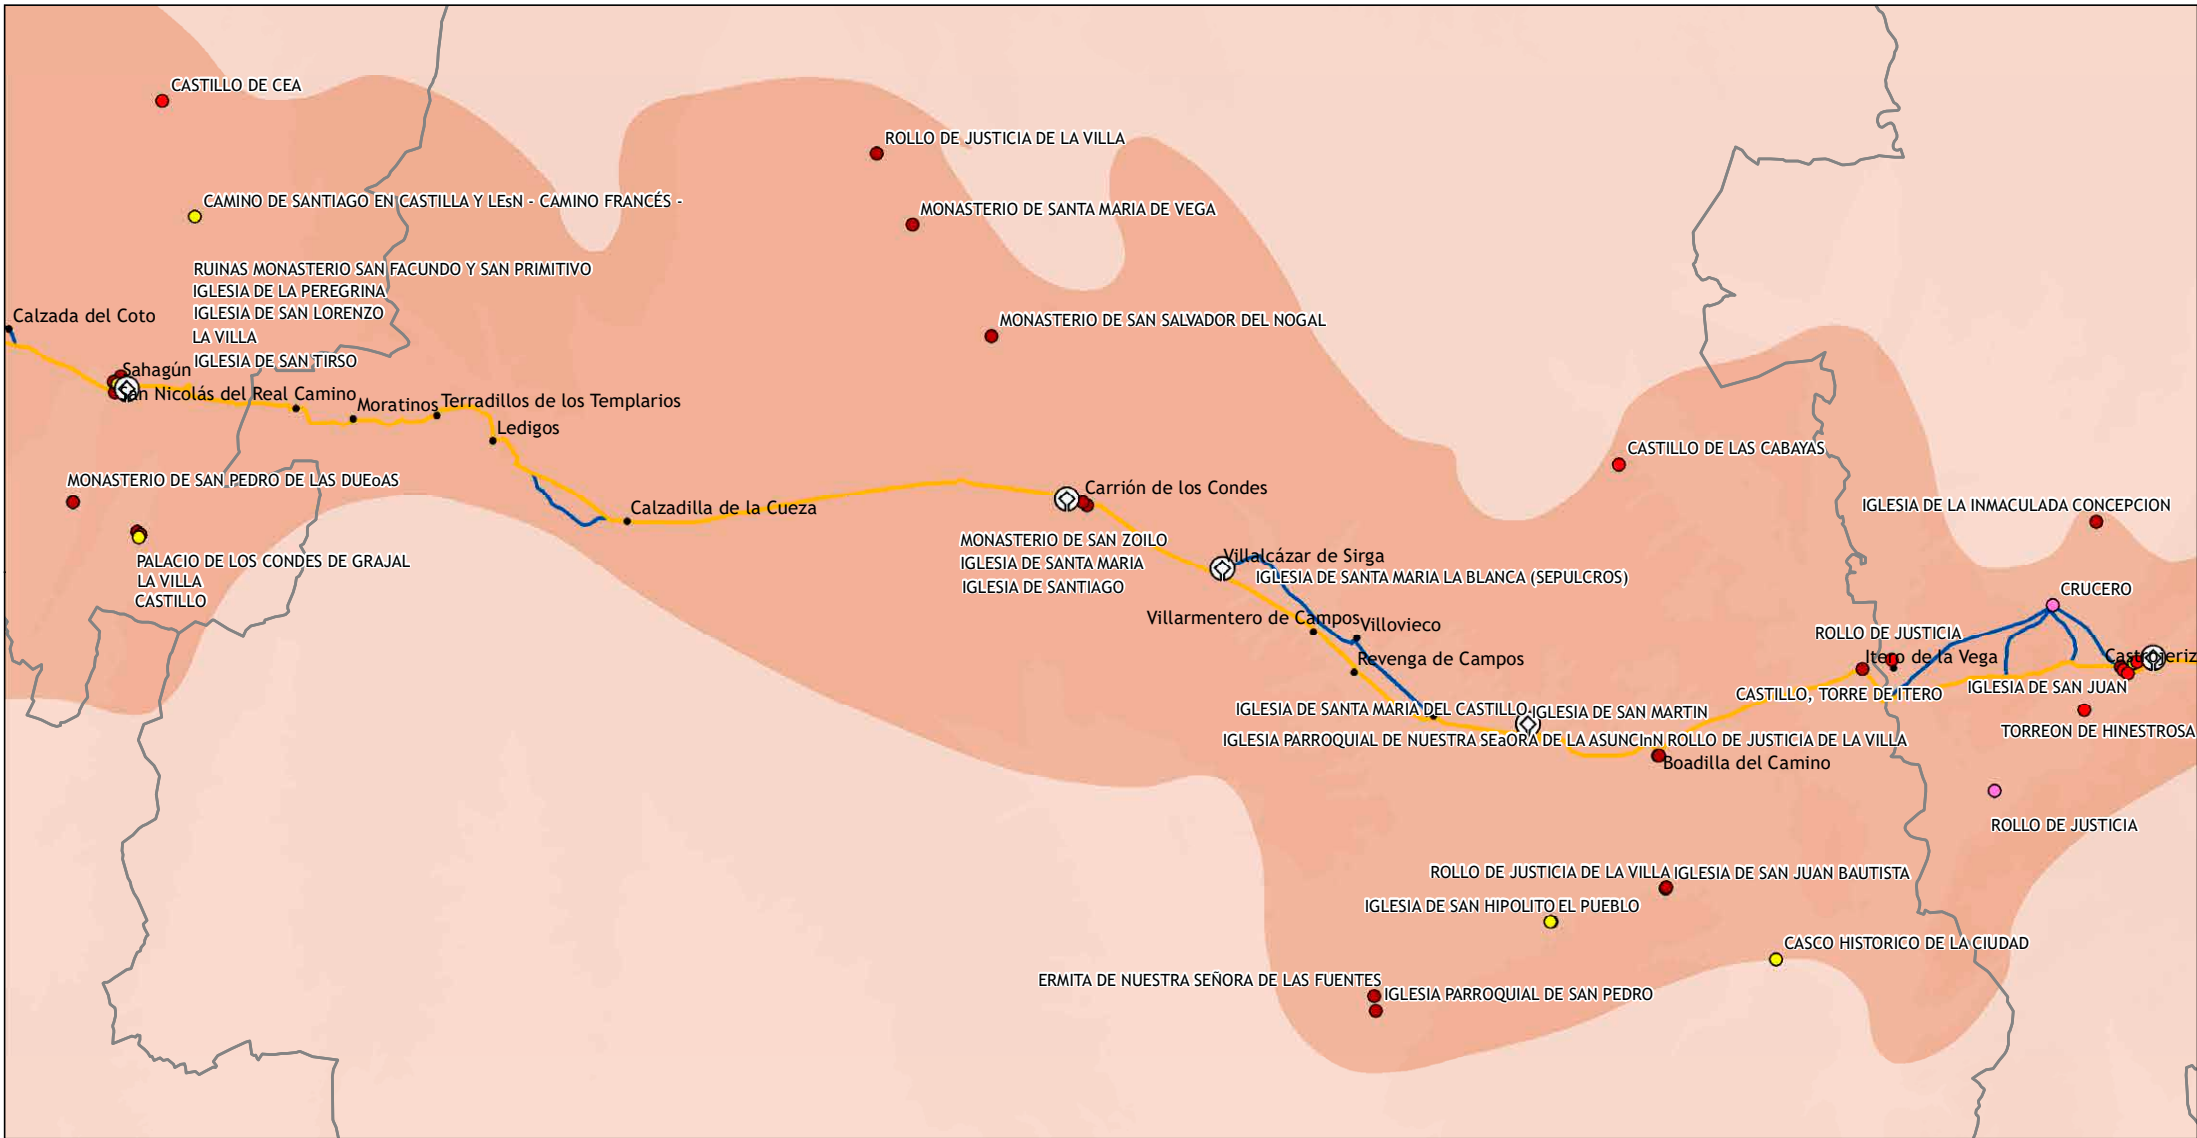 CASTILLO DE CEA
ROLLO DE JUSTICIA DE LA VILLA
CAMINO DE SANTIAGO EN CASTILLA Y LEsN - CAMINO FRANCÉS -
MONASTERIO DE SANTA MARIA DE VEGA
RUINAS MONASTERIO SAN FACUNDO Y SAN PRIMITIVO
IGLESIA DE LA PEREGRINA
IGLESIA DE SAN LORENZO
Calzada del Coto
MONASTERIO DE SAN SALVADOR DEL NOGAL
LA VILLA
IGLESIA DE SAN TIRSO
Sahagún
an Nicolás del Real Camino
Moratinos
Terradillos de los Templarios
Ledigos
CASTILLO DE LAS CABAYAS
MONASTERIO DE SAN PEDRO DE LAS DUEoAS
Carrión de los Condes
Calzadilla de la Cueza
IGLESIA DE LA INMACULADA CONCEPCION
MONASTERIO DE SAN ZOILO
IGLESIA DE SANTA MARIA
IGLESIA DE SANTIAGO
PALACIO DE LOS CONDES DE GRAJAL
LA VILLA
CASTILLO
Villalcázar de Sirga
IGLESIA DE SANTA MARIA LA BLANCA (SEPULCROS)
CRUCERO
Villarmentero de Campos
Villovieco
ROLLO DE JUSTICIA
Revenga de Campos
Itero de la Vega
Castrojeriz
CASTILLO, TORRE DE ITERO
IGLESIA DE SAN JUAN
IGLESIA DE SANTA MARIA DEL CASTILLO
IGLESIA DE SAN MARTIN
TORREON DE HINESTROSA
IGLESIA PARROQUIAL DE NUESTRA SEaORA DE LA ASUNCInN
ROLLO DE JUSTICIA DE LA VILLA
Boadilla del Camino
ROLLO DE JUSTICIA
ROLLO DE JUSTICIA DE LA VILLA
IGLESIA DE SAN JUAN BAUTISTA
IGLESIA DE SAN HIPOLITO
EL PUEBLO
CASCO HISTORICO DE LA CIUDAD
ERMITA DE NUESTRA SEÑORA DE LAS FUENTES
IGLESIA PARROQUIAL DE SAN PEDRO